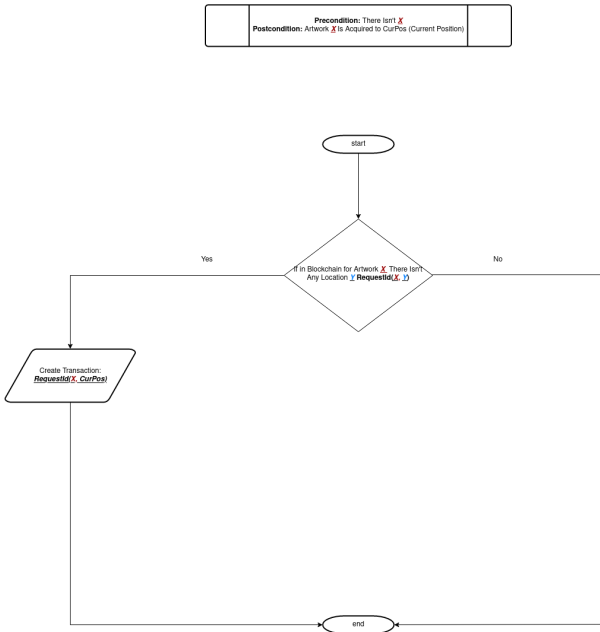 Precondition: There Isn't X
Postcondition: Artwork X Is Acquired to CurPos (Current Position)
start
Yes
No
If in Blockchain for Artwork X There Isn't
Any Location Y RequestId(X, Y)
Create Transaction:
RequestId(X, CurPos)
end